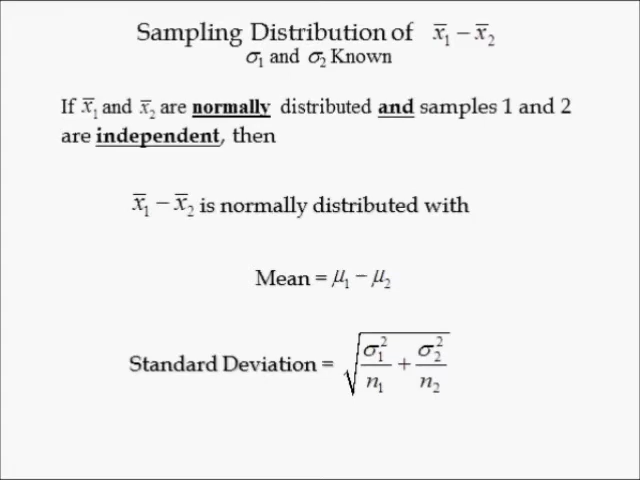 Sampling Distribution of x̄₁ − x̄₂
σ₁ and σ₂ Known
If x̄₁ and x̄₂ are normally distributed and samples 1 and 2
are independent, then
x̄₁ − x̄₂ is normally distributed with
Mean = μ₁ − μ₂
Standard Deviation = √(σ₁²/n₁ + σ₂²/n₂)